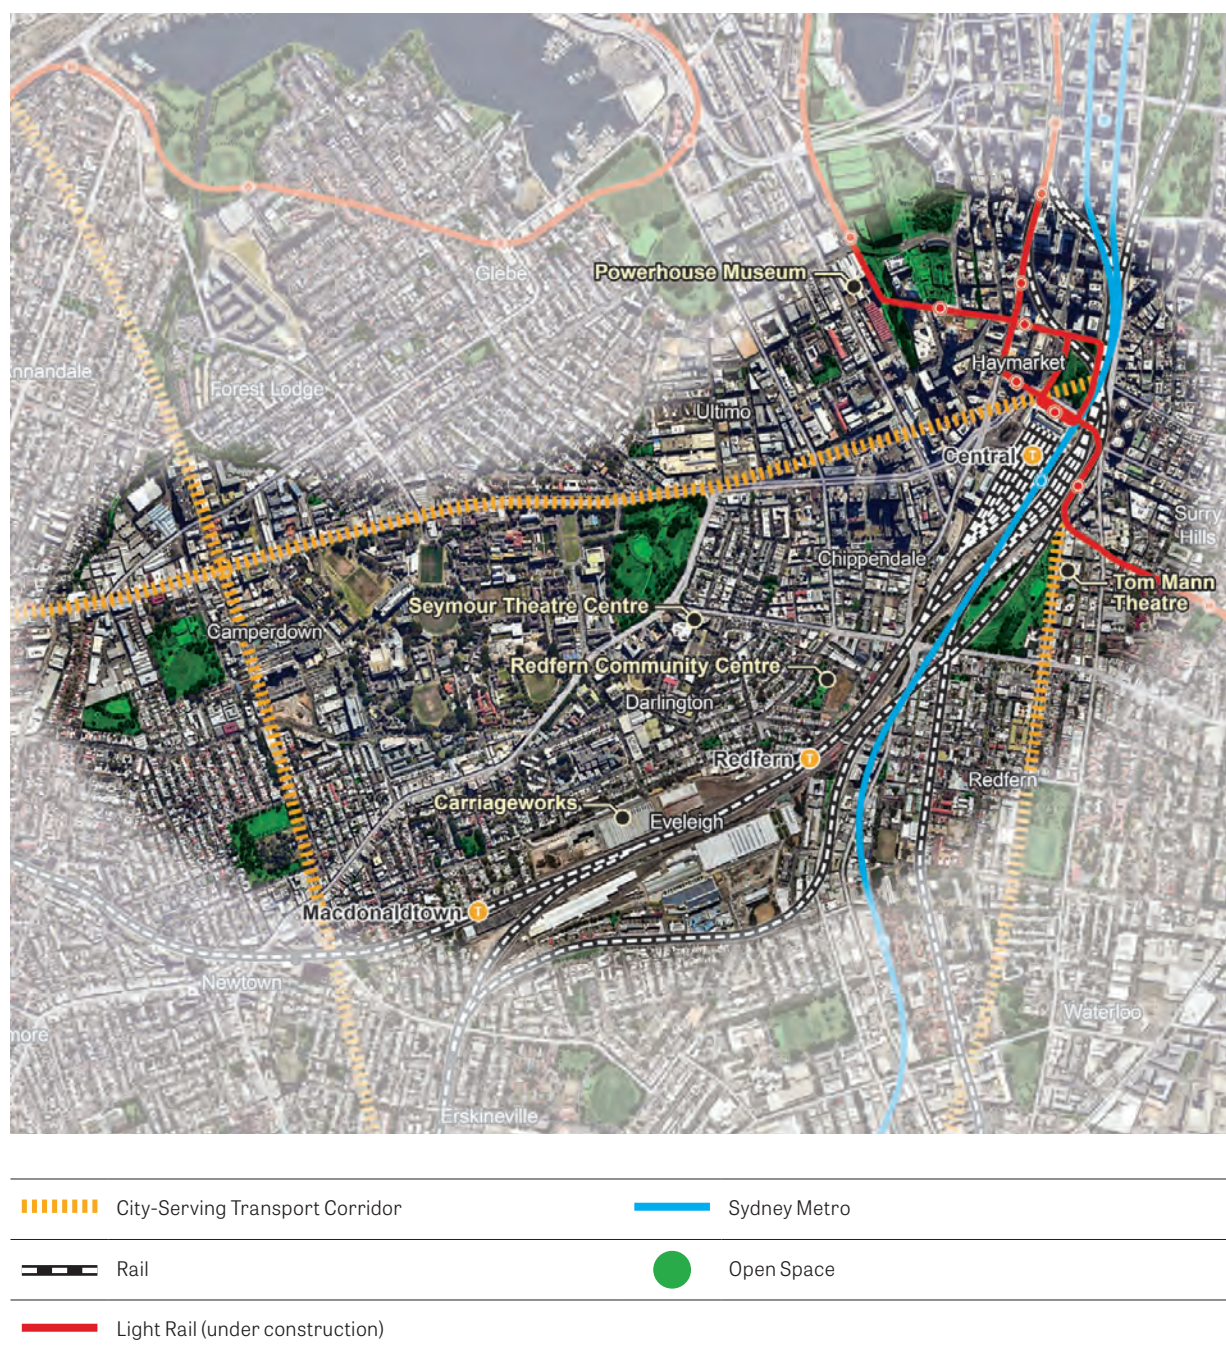 Powerhouse Museum
Glebe
nnandale
Haymarket
Forest Lodge
Ultimo
Central
T
Surry
Hills
Chippendale
Tom Mann
Theatre
Seymour Theatre Centre
Camperdown
Redfern Community Centre
Darlington
Redfern
T
Redfern
Carriageworks
Eveleigh
Macdonaldtown
T
Newtown
Waterloo
more
Erskineville
City-Serving Transport Corridor
Sydney Metro
Rail
Open Space
Light Rail (under construction)